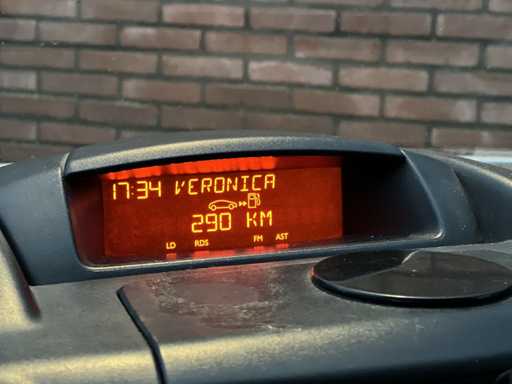 17:34 VERONICA
290 KM
LD RDS FM AST